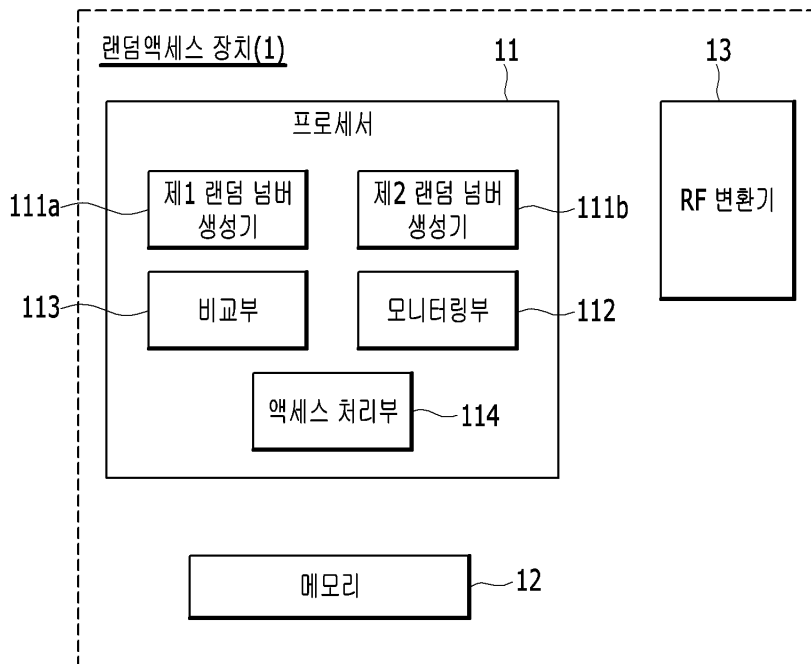 랜덤액세스 장치(1)
11
13
프로세서
제1 랜덤 넘버
생성기
111a
제2 랜덤 넘버
생성기
111b
RF 변환기
비교부
113
모니터링부
112
액세스 처리부
114
메모리
12